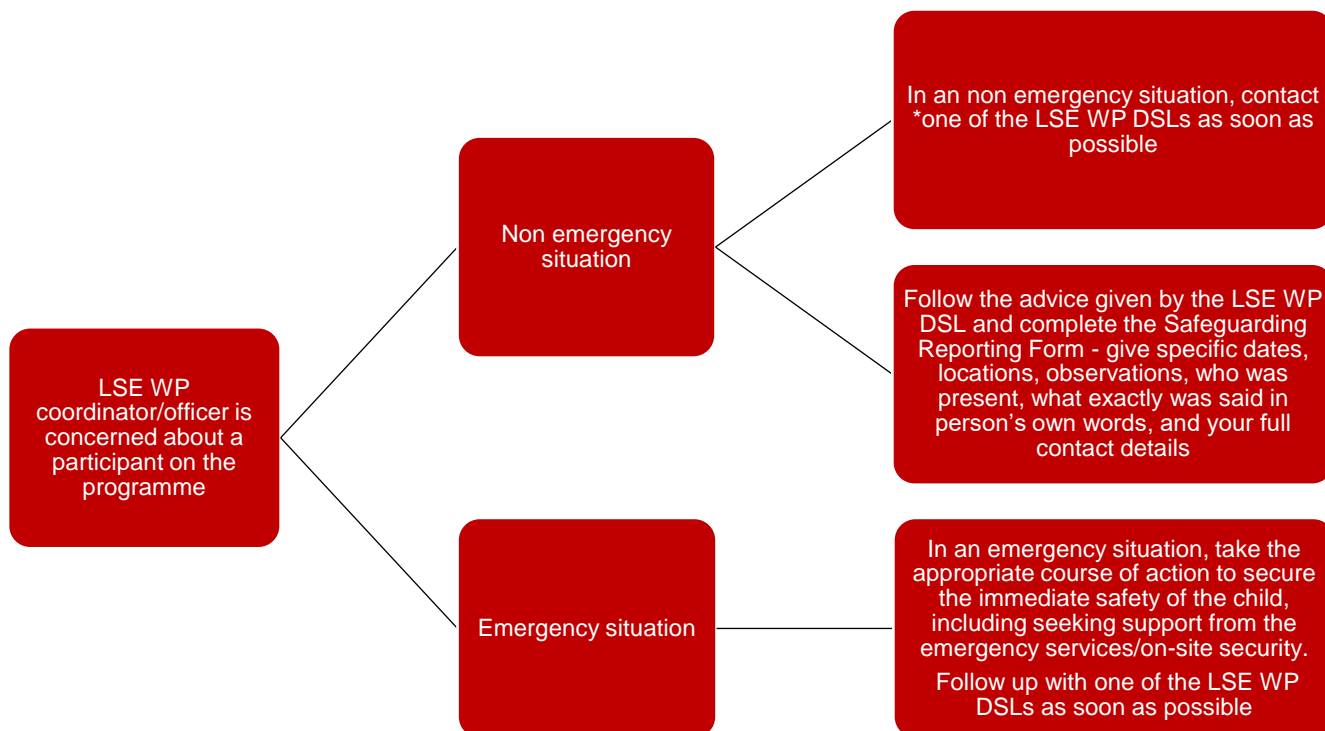 LSE WP
coordinator/officer is
concerned about a
participant on the
programme
Non emergency
situation
In an non emergency situation, contact
*one of the LSE WP DSLs as soon as
possible
Follow the advice given by the LSE WP
DSL and complete the Safeguarding
Reporting Form - give specific dates,
locations, observations, who was
present, what exactly was said in
person’s own words, and your full
contact details
Emergency situation
In an emergency situation, take the
appropriate course of action to secure
the immediate safety of the child,
including seeking support from the
emergency services/on-site security.
Follow up with one of the LSE WP
DSLs as soon as possible